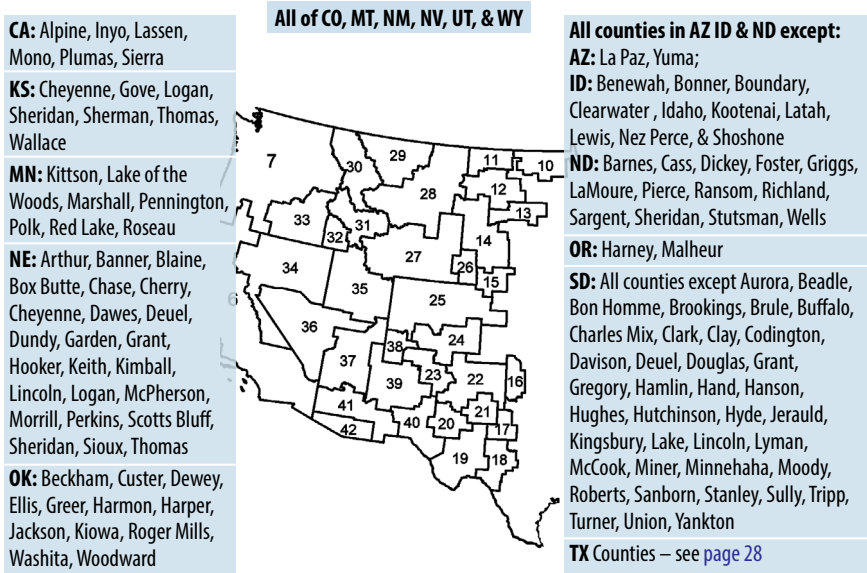 All of CO, MT, NM, NV, UT, & WY
CA: Alpine, Inyo, Lassen,
Mono, Plumas, Sierra
KS: Cheyenne, Gove, Logan,
Sheridan, Sherman, Thomas,
Wallace
MN: Kittson, Lake of the
Woods, Marshall, Pennington,
Polk, Red Lake, Roseau
NE: Arthur, Banner, Blaine,
Box Butte, Chase, Cherry,
Cheyenne, Dawes, Deuel,
Dundy, Garden, Grant,
Hooker, Keith, Kimball,
Lincoln, Logan, McPherson,
Morrill, Perkins, Scotts Bluff,
Sheridan, Sioux, Thomas
OK: Beckham, Custer, Dewey,
Ellis, Greer, Harmon, Harper,
Jackson, Kiowa, Roger Mills,
Washita, Woodward
7
30
29
11
10
28
12
13
33
32
31
14
27
26
15
34
35
25
6
36
24
38
37
23
22
16
39
41
21
40
20
17
42
19
18
All counties in AZ ID & ND except:
AZ: La Paz, Yuma;
ID: Benewah, Bonner, Boundary,
Clearwater , Idaho, Kootenai, Latah,
Lewis, Nez Perce, & Shoshone
ND: Barnes, Cass, Dickey, Foster, Griggs,
LaMoure, Pierce, Ransom, Richland,
Sargent, Sheridan, Stutsman, Wells
OR: Harney, Malheur
SD: All counties except Aurora, Beadle,
Bon Homme, Brookings, Brule, Buffalo,
Charles Mix, Clark, Clay, Codington,
Davison, Deuel, Douglas, Grant,
Gregory, Hamlin, Hand, Hanson,
Hughes, Hutchinson, Hyde, Jerauld,
Kingsbury, Lake, Lincoln, Lyman,
McCook, Miner, Minnehaha, Moody,
Roberts, Sanborn, Stanley, Sully, Tripp,
Turner, Union, Yankton
TX Counties – see page 28